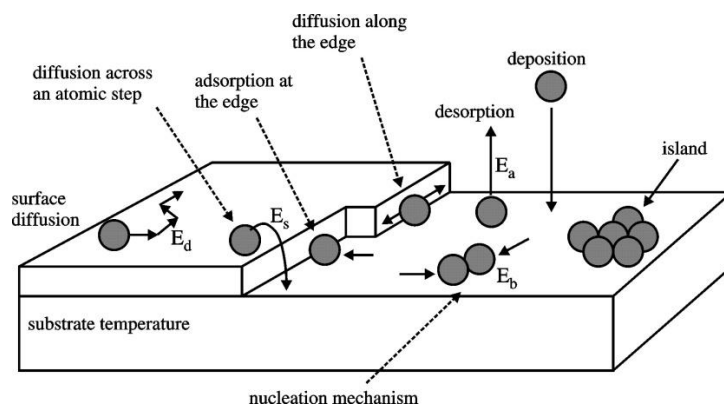 diffusion along
the edge
deposition
diffusion across
an atomic step
adsorption at
the edge
desorption
E_a
island
surface
diffusion
E_d
E_s
E_b
substrate temperature
nucleation mechanism